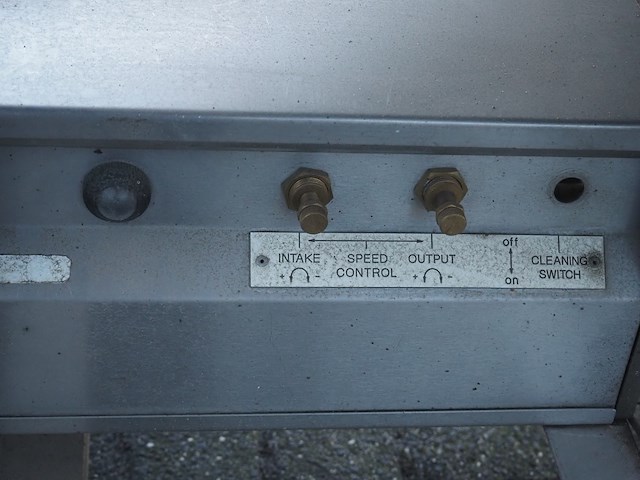 INTAKE SPEED CONTROL OUTPUT
+ - + -
off
on
CLEANING
SWITCH